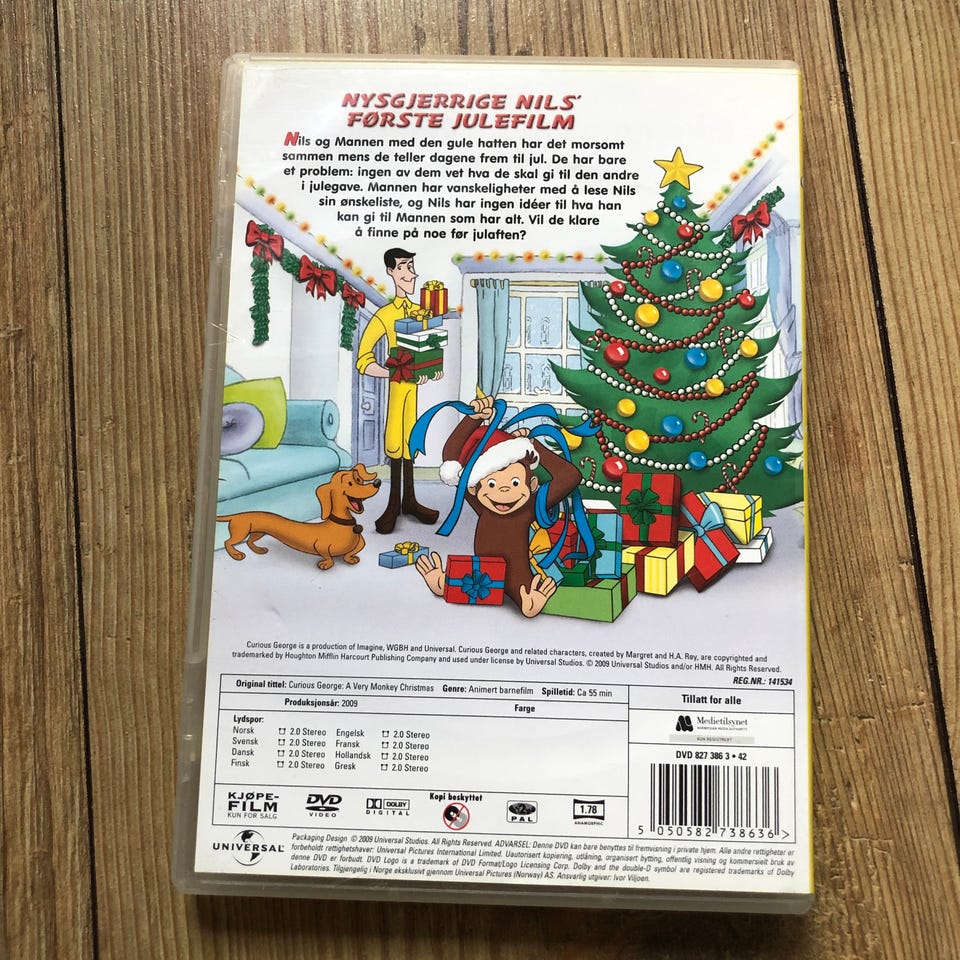 NYSGJERRIGE NILS'
FØRSTE JULEFILM
Nils og Mannen med den gule hatten har det morsomt
sammen mens de teller dagene frem til jul. De har bare
et problem: ingen av dem vet hva de skal gi til den andre
i julegave. Mannen har vanskeligheter med å lese Nils
sin ønskeliste, og Nils har ingen idéer til hva han
kan gi til Mannen som har alt. Vil de klare
å finne på noe før julaften?
Curious George is a production of Imagine, WGBH and Universal. Curious George and related characters, created by Margret and H.A. Rey, are copyrighted and
trademarked by Houghton Mifflin Harcourt Publishing Company and used under license by Universal Studios. © 2009 Universal Studios and/or HMH. All Rights Reserved.
REG.NR.: 141534
Original tittel: Curious George: A Very Monkey Christmas Genre: Animert barnefilm Spilletid: Ca 55 min
Produksjonsår: 2009 Farge
Tillatt for alle
Medietilsynet
NORWEGIAN MEDIA AUTHORITY
KUN REGISTRERT
Lydspor:
Norsk 2.0 Stereo Engelsk 2.0 Stereo
Svensk 2.0 Stereo Fransk 2.0 Stereo
Dansk 2.0 Stereo Hollandsk 2.0 Stereo
Finsk 2.0 Stereo Gresk 2.0 Stereo
DVD 827 386 3 • 42
5 050582 738636 >
KJØPE-
FILM
KUN FOR SALG
DVD
VIDEO
DOLBY
DIGITAL
Kopi beskyttet
PAL
1.78
ANAMORPHIC
UNIVERSAL
Packaging Design © 2009 Universal Studios. All Rights Reserved. ADVARSEL: Denne DVD kan bare benyttes til fremvisning i private hjem. Alle andre rettigheter er
forbeholdt rettighetshaver: Universal Pictures International Limited. Uautorisert kopiering, utlåning, organisert bytting, offentlig visning og kommersielt bruk av
denne DVD er forbudt. DVD Logo is a trademark of DVD Format/Logo Licensing Corp. Dolby and the double-D symbol are registered trademarks of Dolby
Laboratories. Tilgjengelig i Norge eksklusivt gjennom Universal Pictures (Norway) AS. Ansvarlig utgiver: Ivor Viljoen.